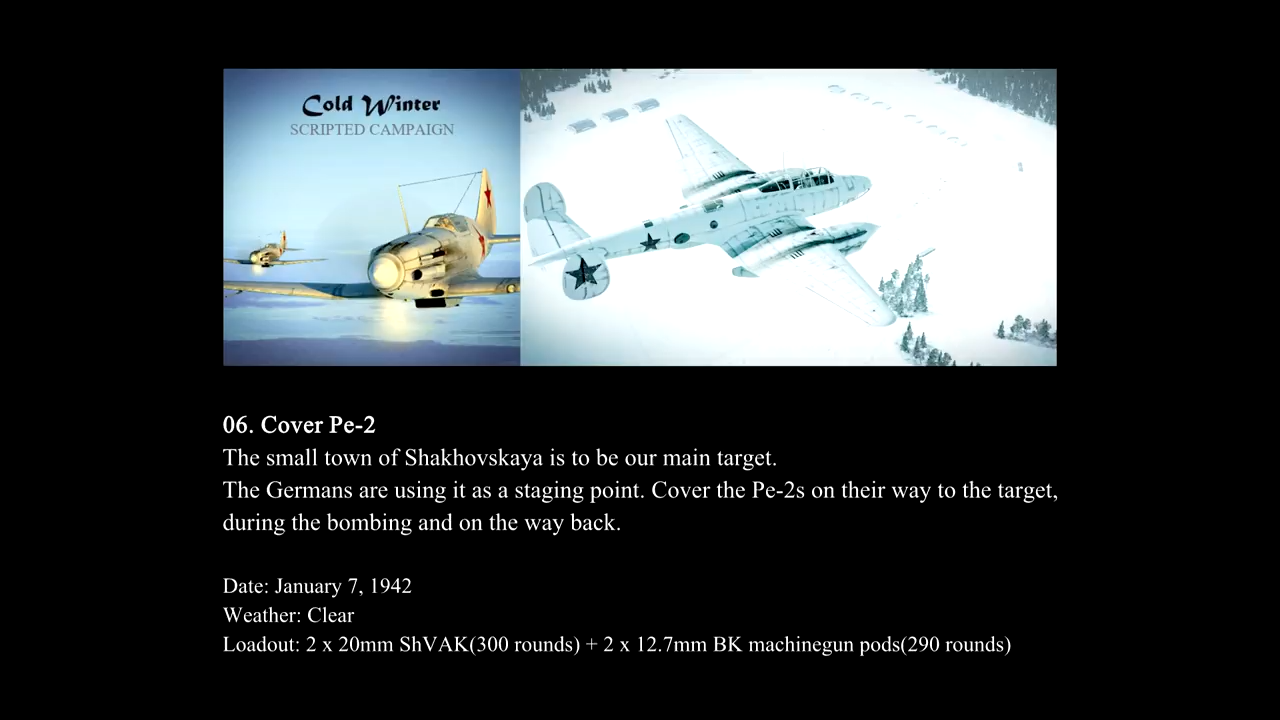 Cold Winter
SCRIPTED CAMPAIGN
06. Cover Pe-2
The small town of Shakhovskaya is to be our main target.
The Germans are using it as a staging point. Cover the Pe-2s on their way to the target,
during the bombing and on the way back.
Date: January 7, 1942
Weather: Clear
Loadout: 2 x 20mm ShVAK(300 rounds) + 2 x 12.7mm BK machinegun pods(290 rounds)